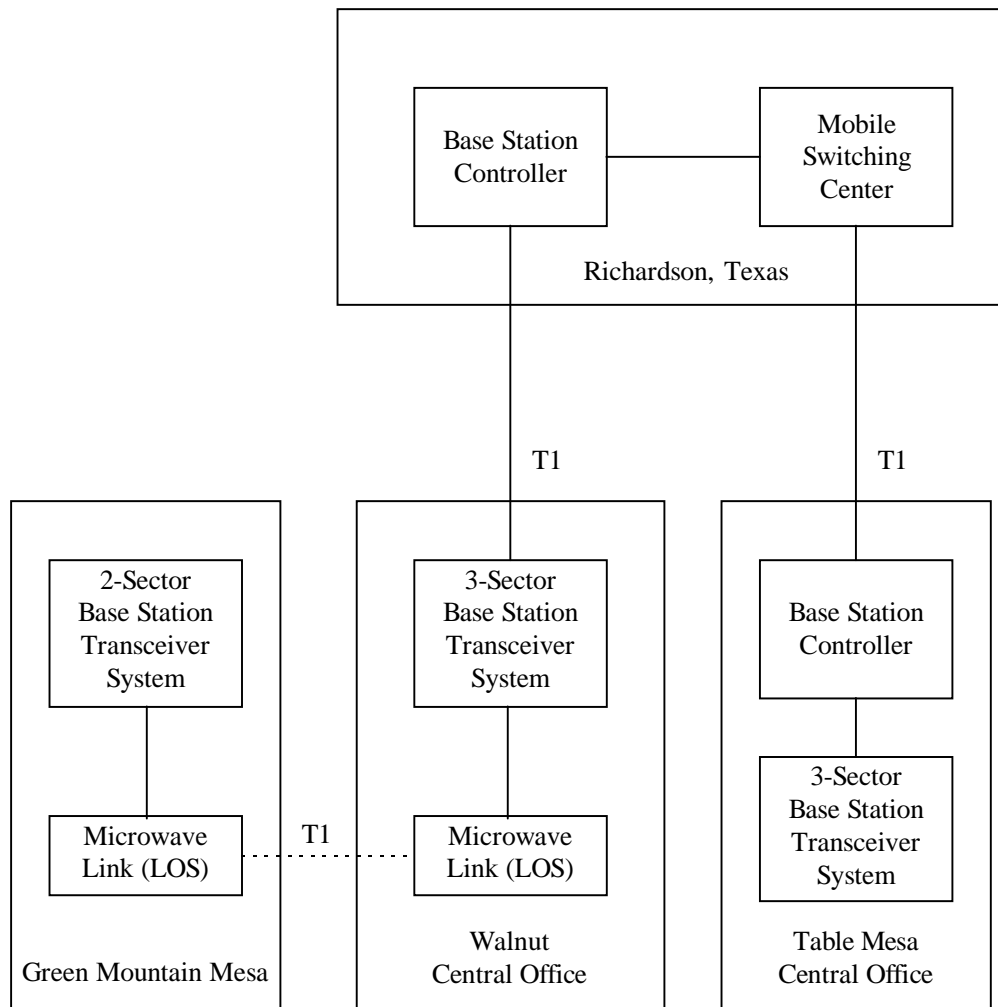 Base Station
Controller
Mobile
Switching
Center
Richardson, Texas
T1
T1
2-Sector
Base Station
Transceiver
System
3-Sector
Base Station
Transceiver
System
Base Station
Controller
3-Sector
Base Station
Transceiver
System
Microwave
Link (LOS)
T1
Microwave
Link (LOS)
Green Mountain Mesa
Walnut
Central Office
Table Mesa
Central Office